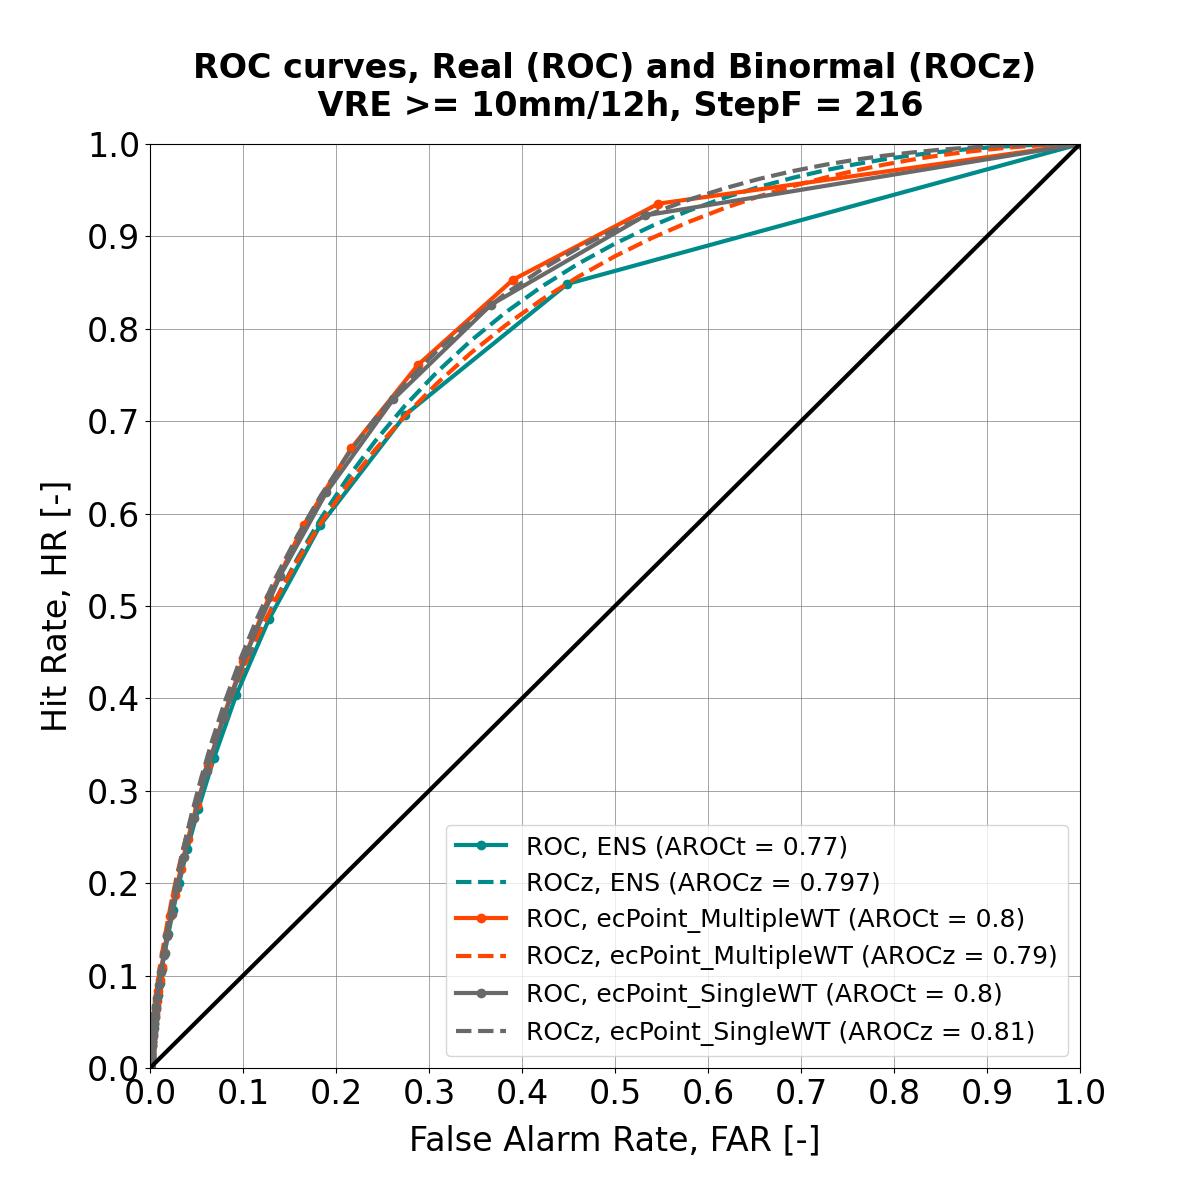 ROC curves, Real (ROC) and Binormal (ROCz)
VRE >= 10mm/12h, StepF = 216
1.0
0.9
0.8
0.7
0.6
0.5
0.4
0.3
0.2
0.1
0.0
Hit Rate, HR [-]
ROC, ENS (AROCt = 0.77)
ROCz, ENS (AROCz = 0.797)
ROC, ecPoint_MultipleWT (AROCt = 0.8)
ROCz, ecPoint_MultipleWT (AROCz = 0.79)
ROC, ecPoint_SingleWT (AROCt = 0.8)
ROCz, ecPoint_SingleWT (AROCz = 0.81)
0.0 0.1 0.2 0.3 0.4 0.5 0.6 0.7 0.8 0.9 1.0
False Alarm Rate, FAR [-]